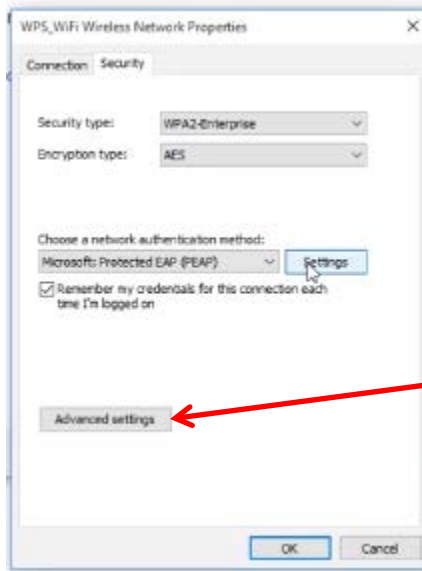 WPS_WiFi Wireless Network Properties
Connection Security
Security type: WPA2-Enterprise
Encryption type: AES
Choose a network authentication method:
Microsoft: Protected EAP (PEAP) Settings
Remember my credentials for this connection each
time I'm logged on
Advanced settings
OK Cancel